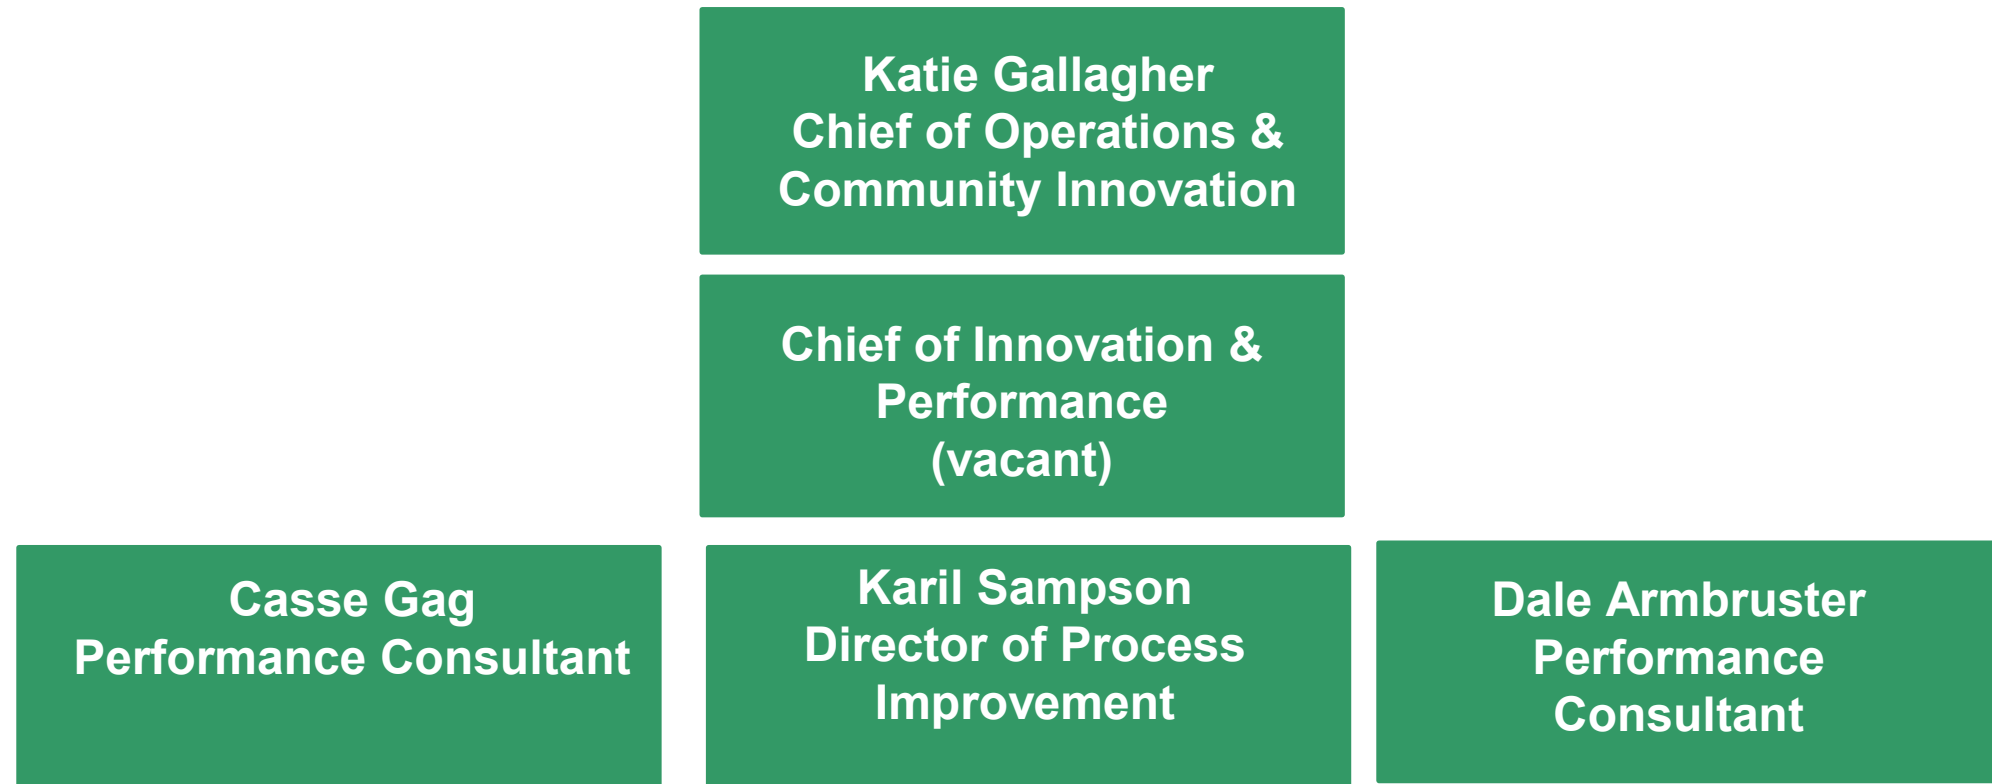 Katie Gallagher
Chief of Operations &
Community Innovation
Chief of Innovation &
Performance
(vacant)
Casse Gag
Performance Consultant
Karil Sampson
Director of Process
Improvement
Dale Armbruster
Performance
Consultant